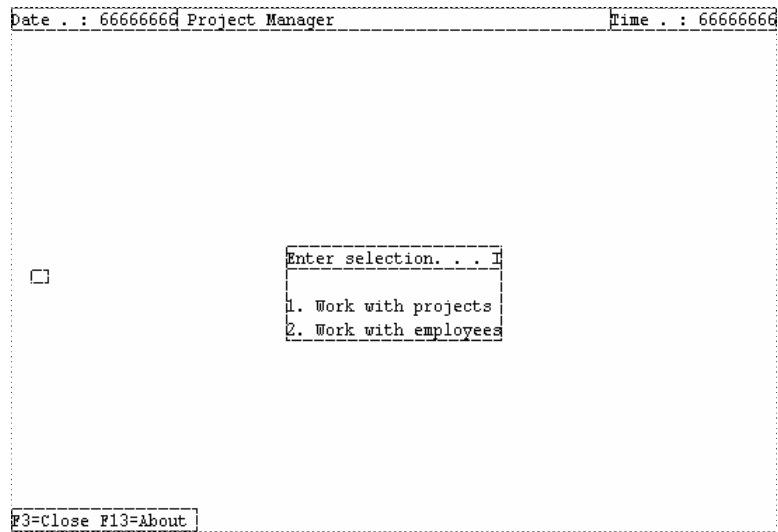 Date . : 66666666 Project Manager Time . : 66666666
Enter selection. . . I
1. Work with projects
2. Work with employees
F3=Close F13=About